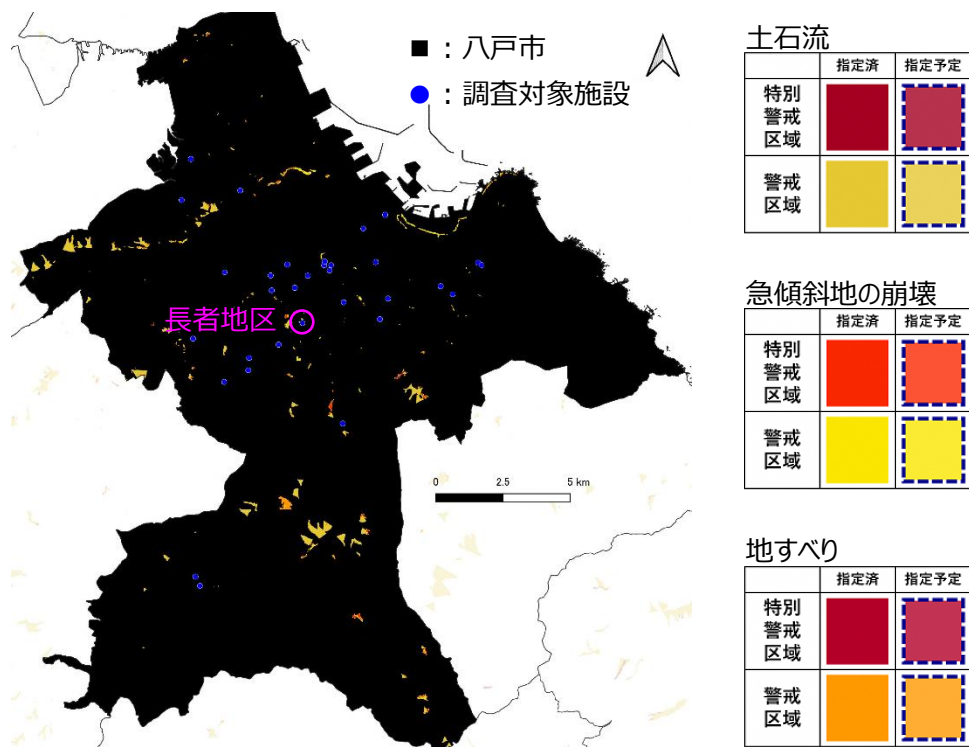 ■：八戸市
●：調査対象施設
長者地区
0 2.5 5 km
土石流
指定済 指定予定
特別
警戒
区域
警戒
区域
急傾斜地の崩壊
指定済 指定予定
特別
警戒
区域
警戒
区域
地すべり
指定済 指定予定
特別
警戒
区域
警戒
区域